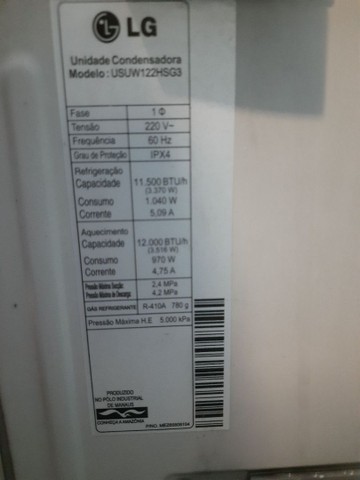 LG
Unidade Condensadora
Modelo : USUW122HSG3
Fase 1 Φ
Tensão 220 V~
Frequência 60 Hz
Grau de Proteção IPX4
Refrigeração
Capacidade 11.500 BTU/h
(3.370 W)
Consumo 1.040 W
Corrente 5,09 A
Aquecimento
Capacidade 12.000 BTU/h
(3.516 W)
Consumo 970 W
Corrente 4,75 A
Pressão Máxima Sucção 2,4 MPa
Pressão Máxima de Descarga 4,2 MPa
GÁS REFRIGERANTE R-410A 780 g
Pressão Máxima H.E 5.000 kPa
PRODUZIDO
NO PÓLO INDUSTRIAL
DE MANAUS
CONHEÇA A AMAZÔNIA
P/NO.